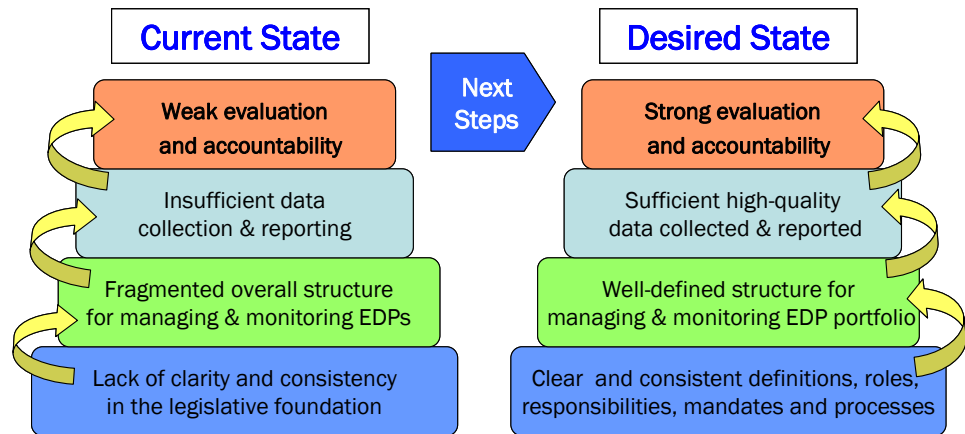 Current State
Weak evaluation
and accountability
Insufficient data
collection & reporting
Fragmented overall structure
for managing & monitoring EDPs
Lack of clarity and consistency
in the legislative foundation
Next
Steps
Desired State
Strong evaluation
and accountability
Sufficient high-quality
data collected & reported
Well-defined structure for
managing & monitoring EDP portfolio
Clear and consistent definitions, roles,
responsibilities, mandates and processes